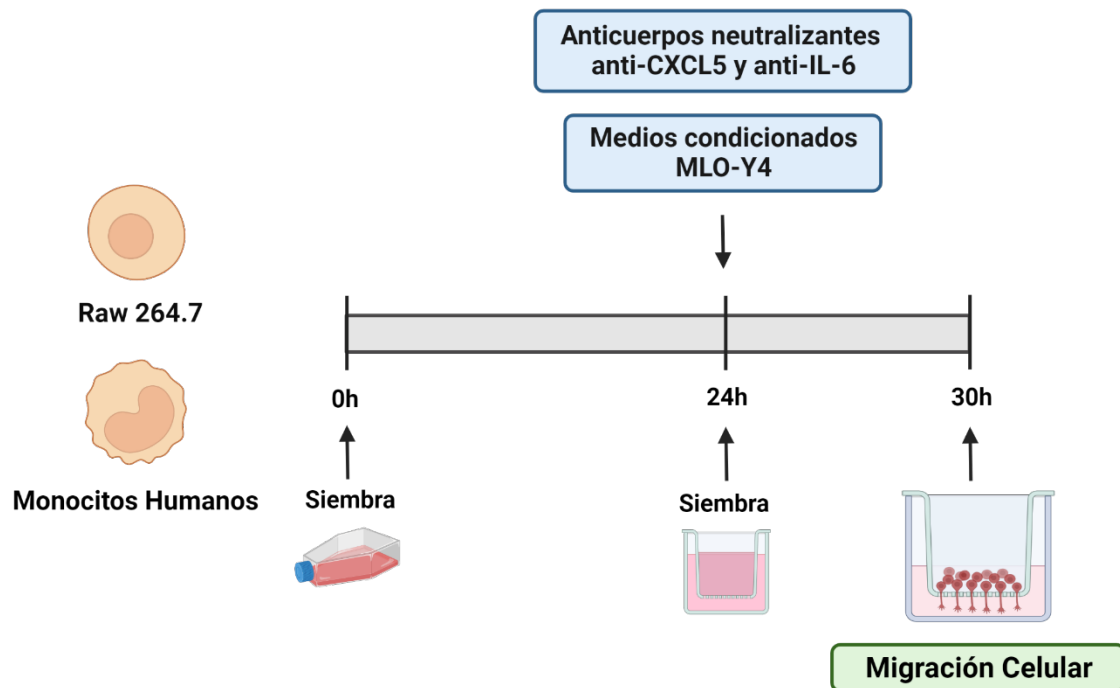 Anticuerpos neutralizantes
anti-CXCL5 y anti-IL-6
Medios condicionados
MLO-Y4
Raw 264.7
Monocitos Humanos
0h
24h
30h
Siembra
Siembra
Migración Celular